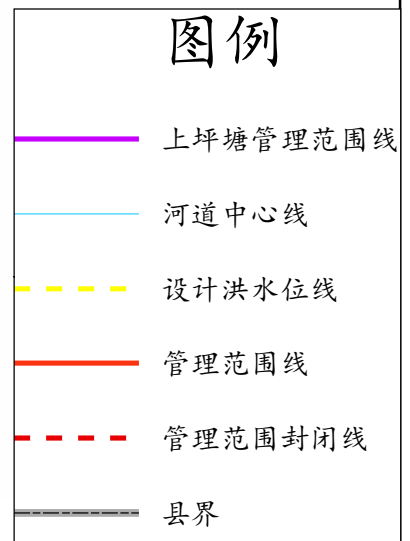 图例
上坪塘管理范围线
河道中心线
设计洪水位线
管理范围线
管理范围封闭线
县界